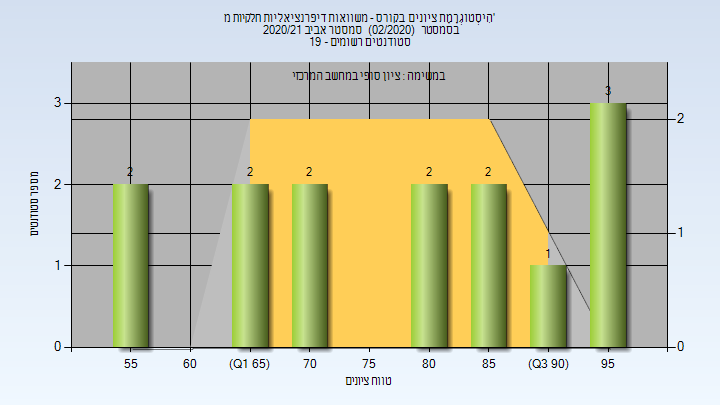 היסטוגרמת ציונים בקורס - משוואות דיפרנציאליות חלקיות מ'
בסמסטר (02/2020) סמסטר אביב 2020/21
סטודנטים רשומים - 19
במשימה : ציון סופי במחשב המרכזי
מספר סטודנטים
3
2
1
0
2
1
0
2
2
2
2
2
1
3
55
60
65 (Q1)
70
75
80
85
90 (Q3)
95
טווח ציונים